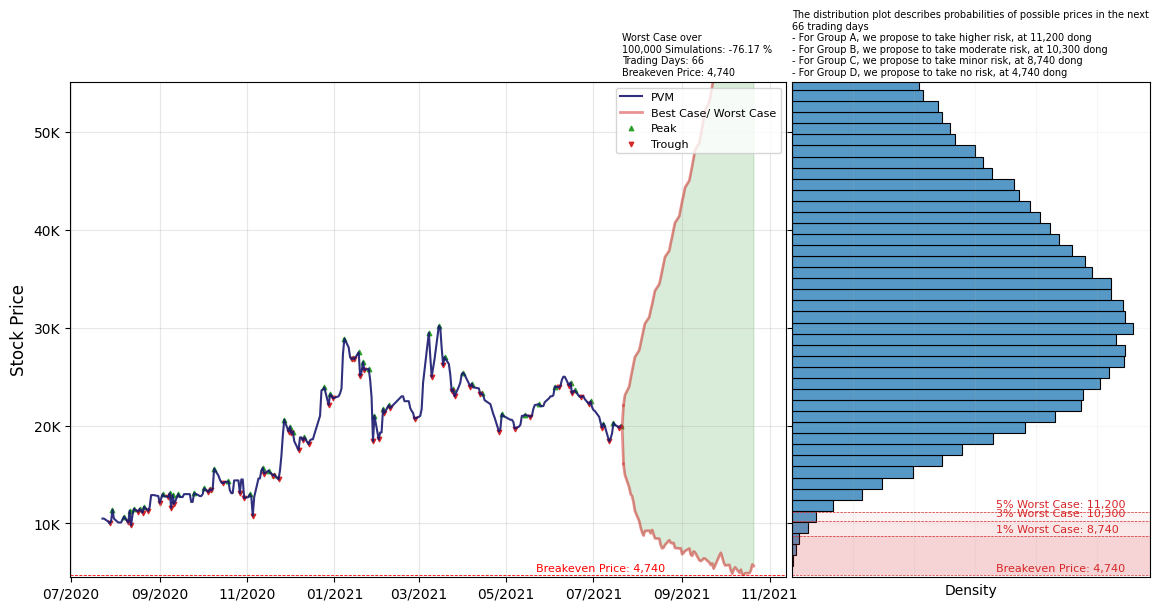 The distribution plot describes probabilities of possible prices in the next
66 trading days
- For Group A, we propose to take higher risk, at 11,200 dong
- For Group B, we propose to take moderate risk, at 10,300 dong
- For Group C, we propose to take minor risk, at 8,740 dong
- For Group D, we propose to take no risk, at 4,740 dong
Worst Case over
100,000 Simulations: -76.17 %
Trading Days: 66
Breakeven Price: 4,740
PVM
Best Case/ Worst Case
Peak
Trough
50K
40K
30K
20K
10K
Stock Price
Breakeven Price: 4,740
07/2020
09/2020
11/2020
01/2021
03/2021
05/2021
07/2021
09/2021
11/2021
5% Worst Case: 11,200
3% Worst Case: 10,300
1% Worst Case: 8,740
Breakeven Price: 4,740
Density